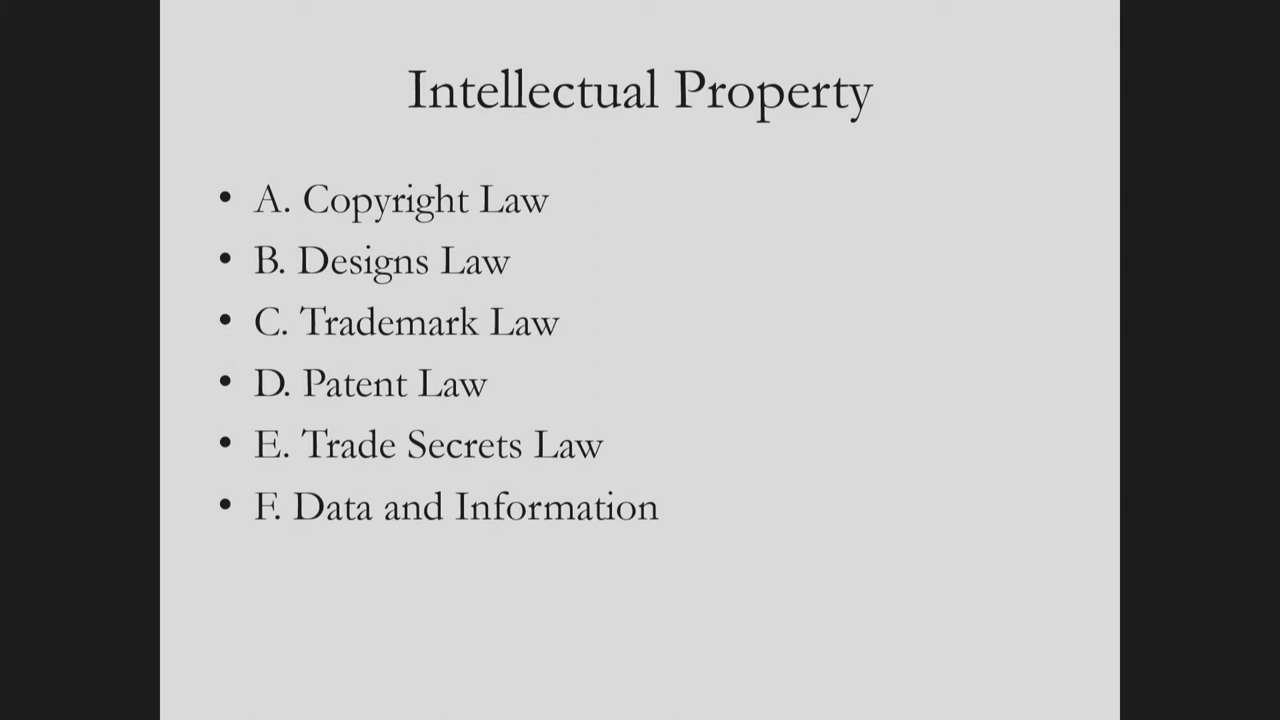 Intellectual Property
• A. Copyright Law
• B. Designs Law
• C. Trademark Law
• D. Patent Law
• E. Trade Secrets Law
• F. Data and Information